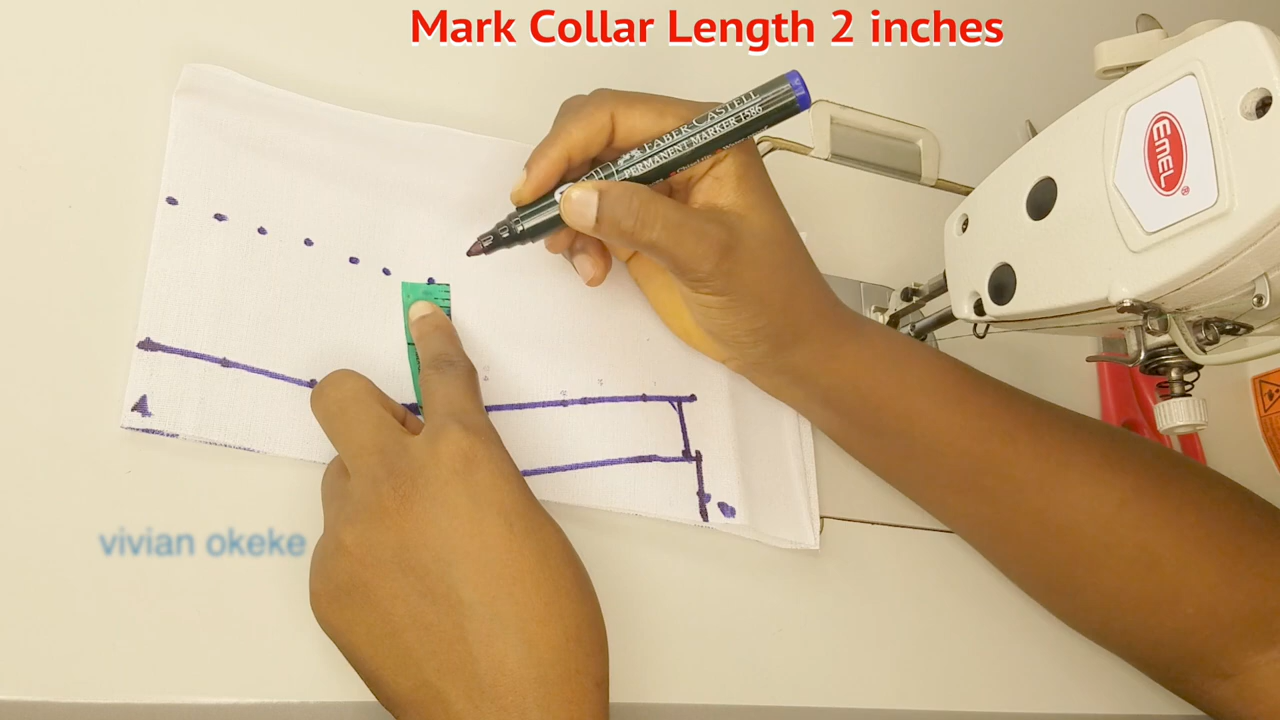 Mark Collar Length 2 inches
FABER-CASTELL
PERMANENT MARKER 1586
EMEL
®
vivian okeke